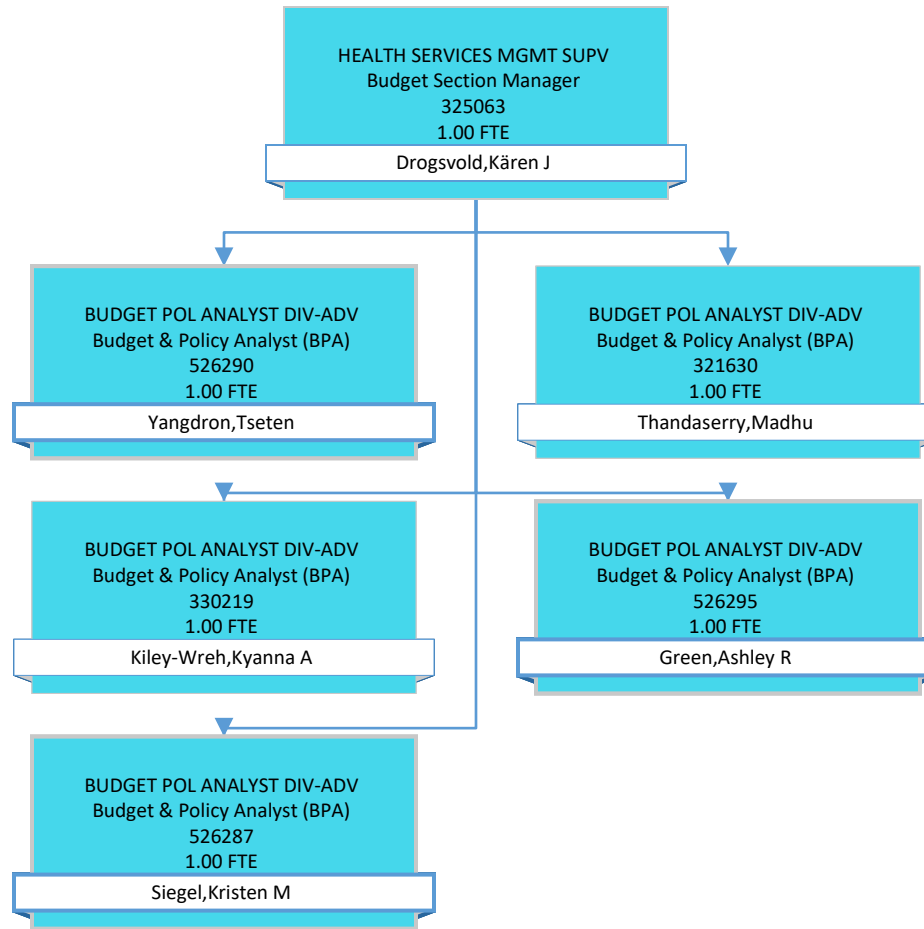 HEALTH SERVICES MGMT SUPV
Budget Section Manager
325063
1.00 FTE
Drogsvold,Kären J
BUDGET POL ANALYST DIV-ADV
Budget & Policy Analyst (BPA)
526290
1.00 FTE
Yangdron,Tseten
BUDGET POL ANALYST DIV-ADV
Budget & Policy Analyst (BPA)
321630
1.00 FTE
Thandaserry,Madhu
BUDGET POL ANALYST DIV-ADV
Budget & Policy Analyst (BPA)
330219
1.00 FTE
Kiley-Wreh,Kyanna A
BUDGET POL ANALYST DIV-ADV
Budget & Policy Analyst (BPA)
526295
1.00 FTE
Green,Ashley R
BUDGET POL ANALYST DIV-ADV
Budget & Policy Analyst (BPA)
526287
1.00 FTE
Siegel,Kristen M